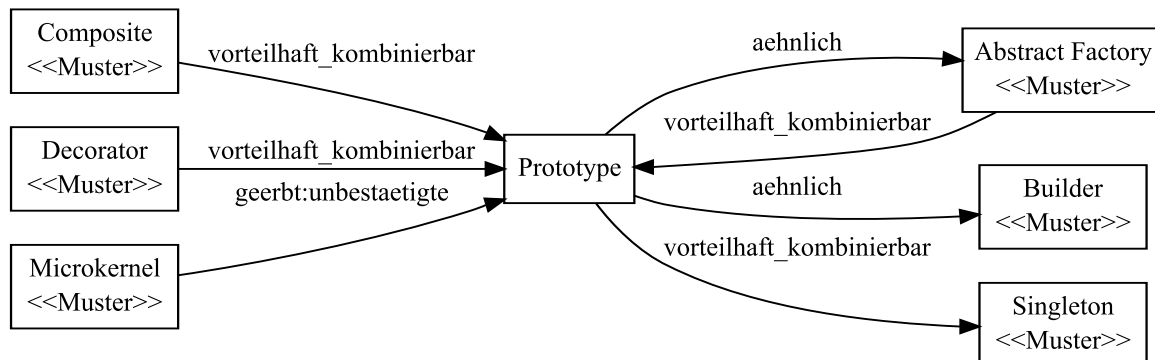 Composite
<<Muster>>
vorteilhaft_kombinierbar
Decorator
<<Muster>>
vorteilhaft_kombinierbar
geerbt:unbestaetigte
Microkernel
<<Muster>>
Prototype
aehnlich
vorteilhaft_kombinierbar
aehnlich
vorteilhaft_kombinierbar
Abstract Factory
<<Muster>>
Builder
<<Muster>>
Singleton
<<Muster>>